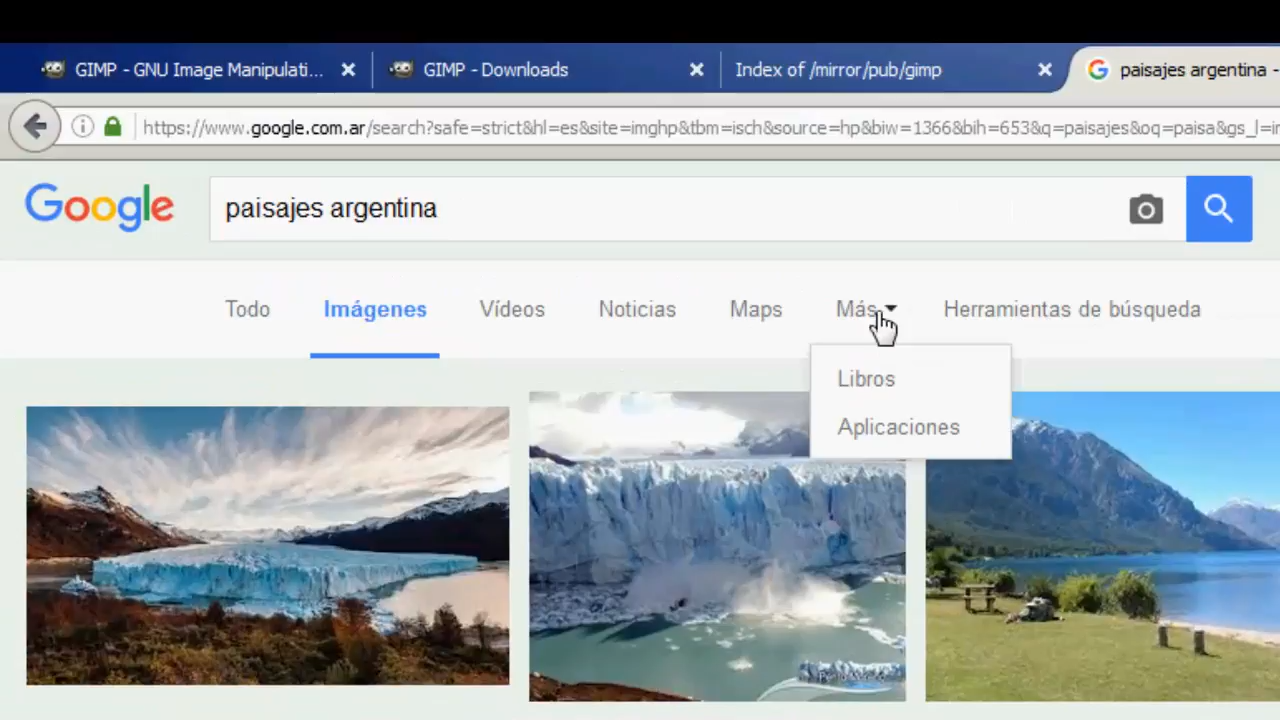 GIMP - GNU Image Manipulati...
GIMP - Downloads
Index of /mirror/pub/gimp
paisajes argentina -
https://www.google.com.ar/search?safe=strict&hl=es&site=imghp&tbm=isch&source=hp&biw=1366&bih=653&q=paisajes&oq=paisa&gs_l=i
Google
paisajes argentina
Todo
Imágenes
Vídeos
Noticias
Maps
Más
Herramientas de búsqueda
Libros
Aplicaciones